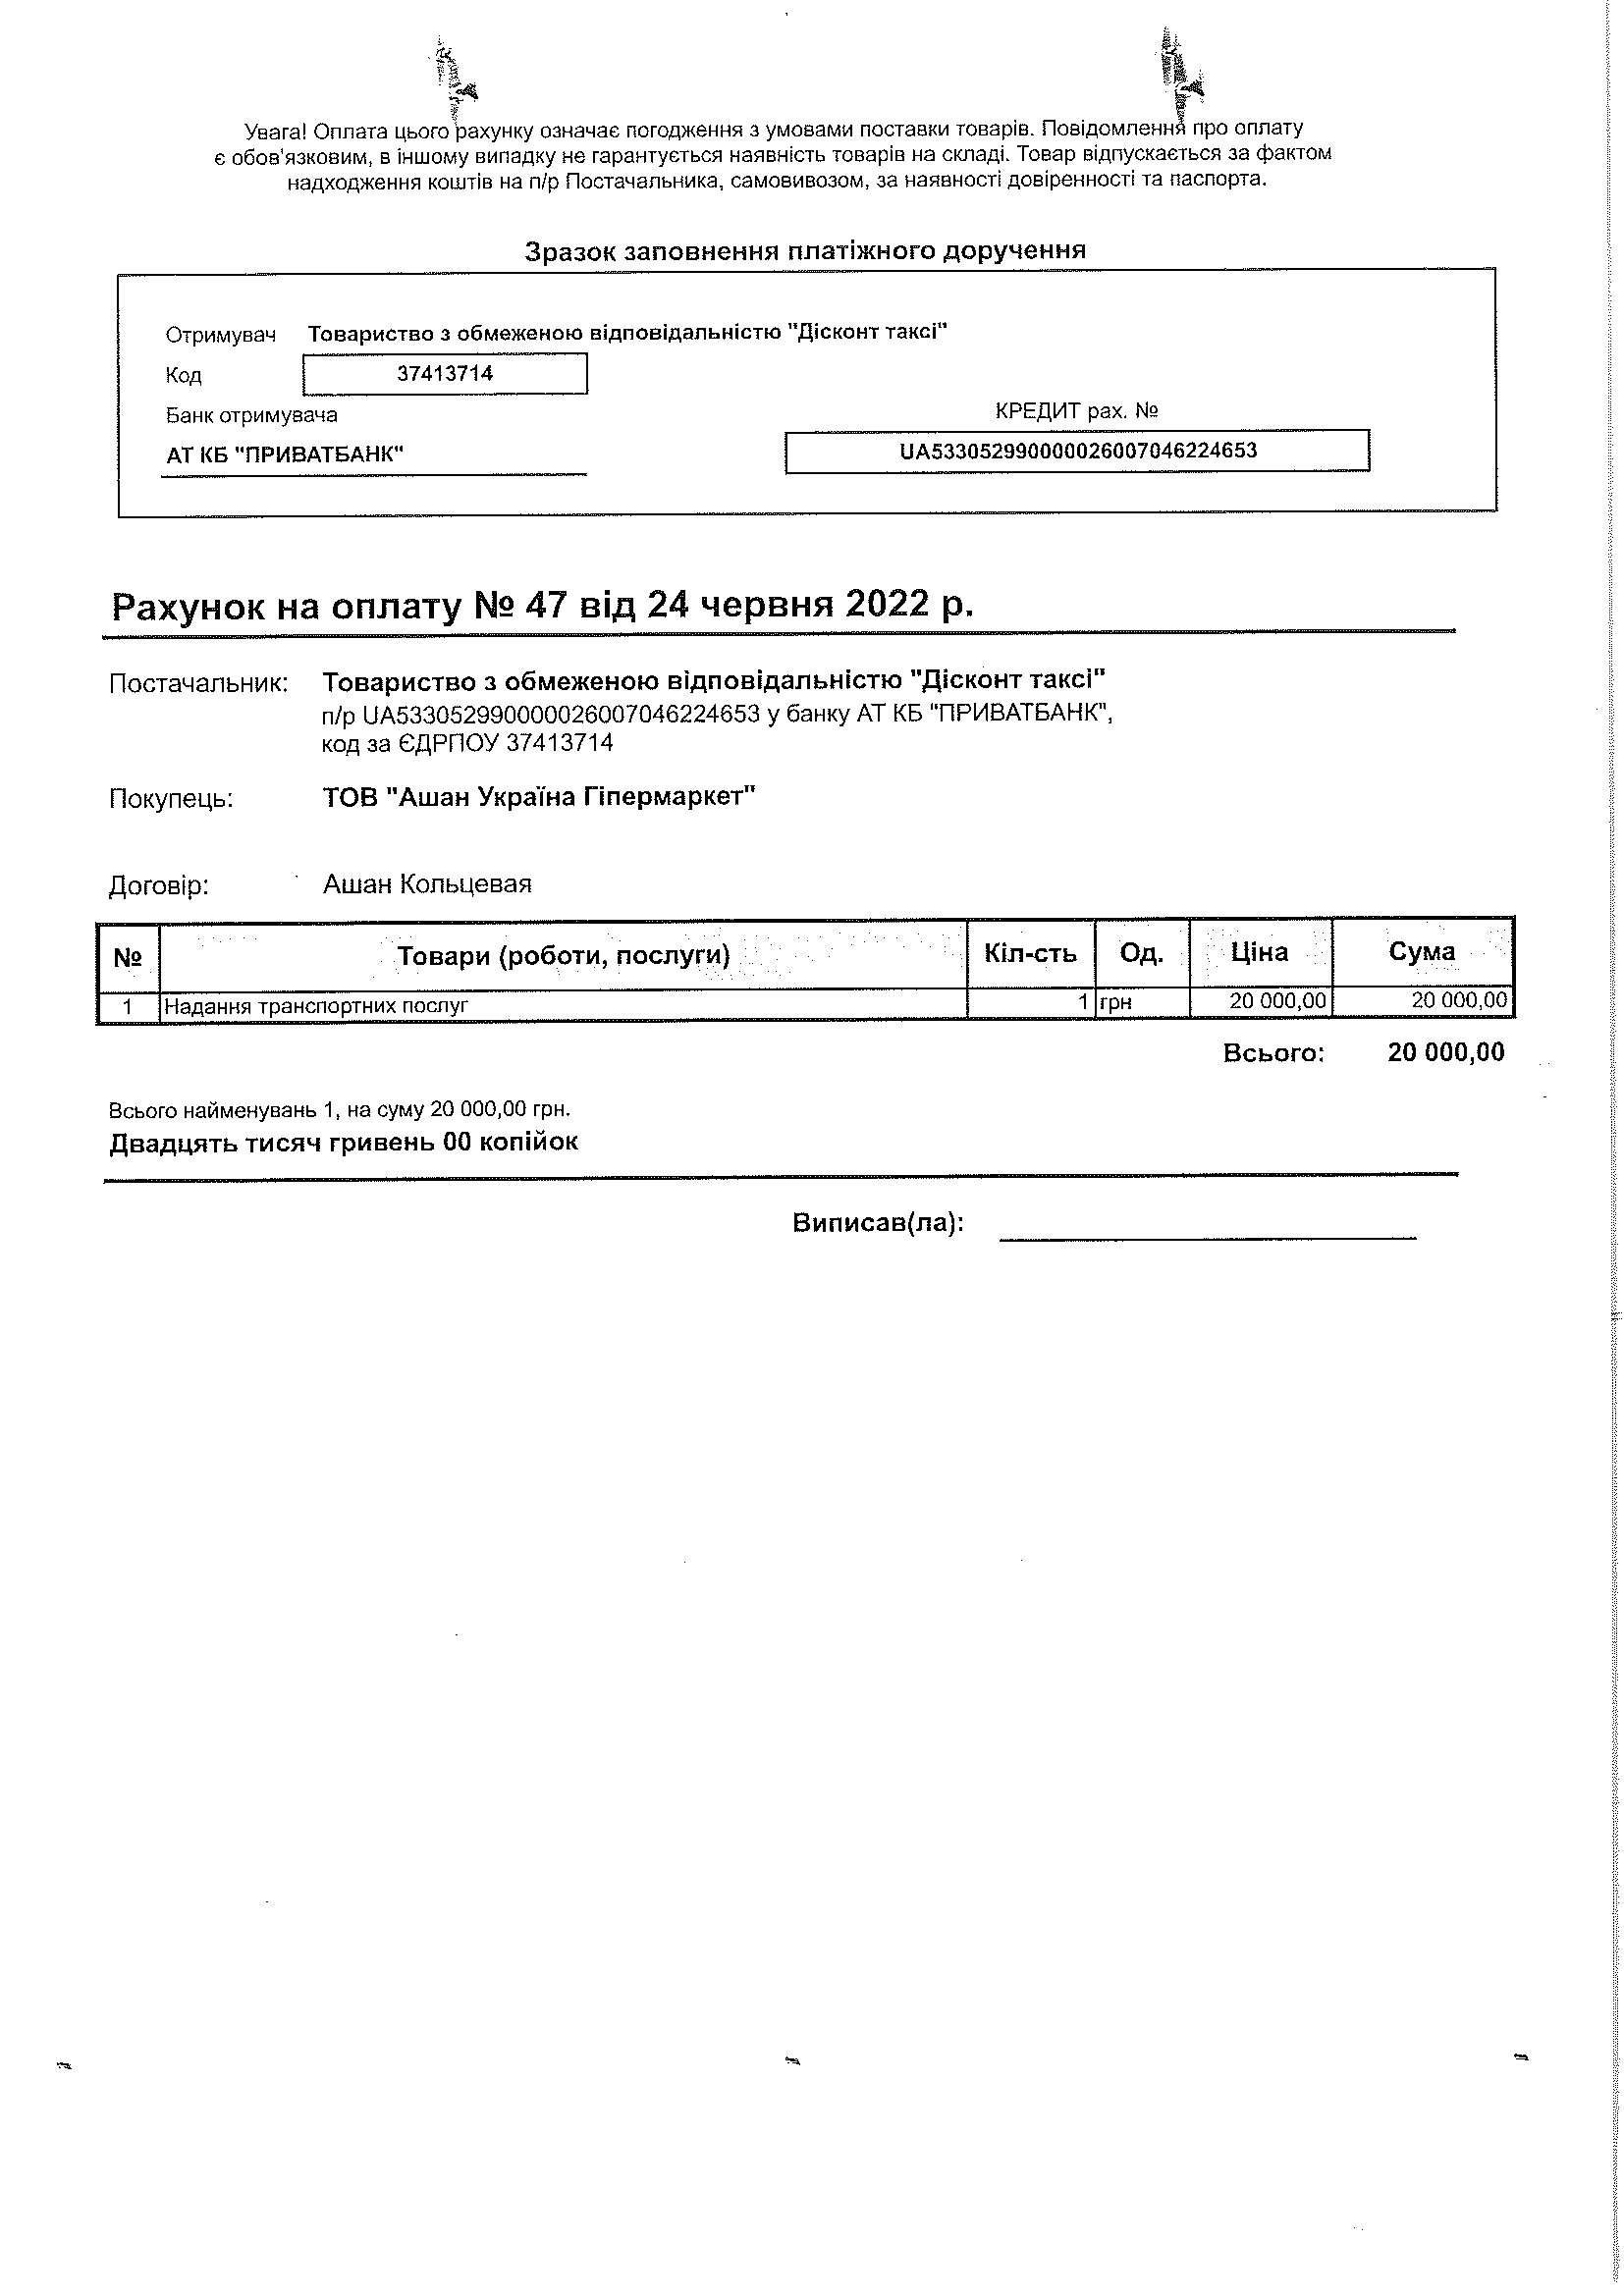 Увага! Оплата цього рахунку означає погодження з умовами поставки товарів. Повідомлення про оплату
є обов'язковим, в іншому випадку не гарантується наявність товарів на складі. Товар відпускається за фактом
надходження коштів на п/р Постачальника, самовивозом, за наявності довіренності та паспорта.
Зразок заповнення платіжного доручення
Отримувач Товариство з обмеженою відповідальністю "Дісконт таксі"
Код 37413714
Банк отримувача КРЕДИТ рах. №
АТ КБ "ПРИВАТБАНК" UA533052990000026007046224653
Рахунок на оплату № 47 від 24 червня 2022 р.
Постачальник: Товариство з обмеженою відповідальністю "Дісконт таксі"
п/р UA533052990000026007046224653 у банку АТ КБ "ПРИВАТБАНК",
код за ЄДРПОУ 37413714
Покупець: ТОВ "Ашан Україна Гіпермаркет"
Договір: Ашан Кольцевая
№ Товари (роботи, послуги) Кіл-сть Од. Ціна Сума
1 Надання транспортних послуг 1 грн 20 000,00 20 000,00
Всього: 20 000,00
Всього найменувань 1, на суму 20 000,00 грн.
Двадцять тисяч гривень 00 копійок
Виписав(ла):